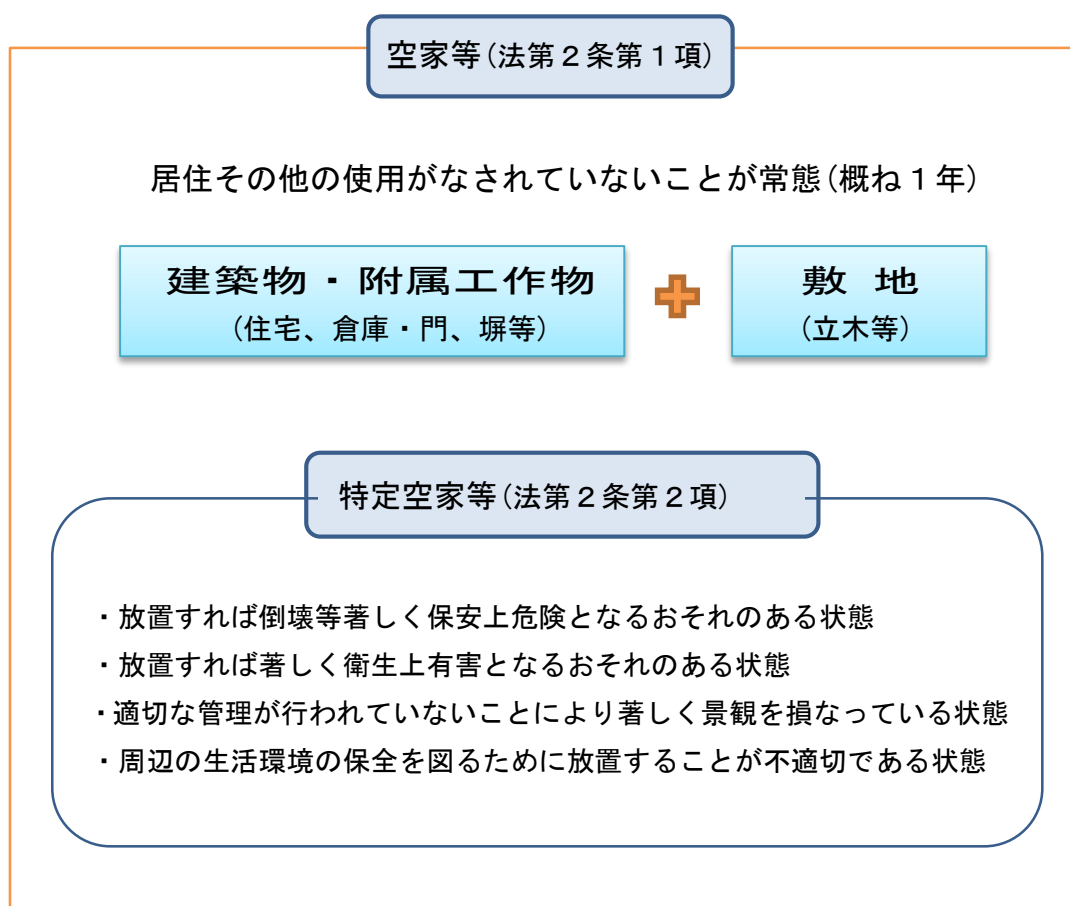 空家等(法第２条第１項)
居住その他の使用がなされていないことが常態(概ね１年)
建築物・附属工作物
(住宅、倉庫・門、塀等)
敷 地
(立木等)
特定空家等(法第２条第２項)
・放置すれば倒壊等著しく保安上危険となるおそれのある状態
・放置すれば著しく衛生上有害となるおそれのある状態
・適切な管理が行われていないことにより著しく景観を損なっている状態
・周辺の生活環境の保全を図るために放置することが不適切である状態